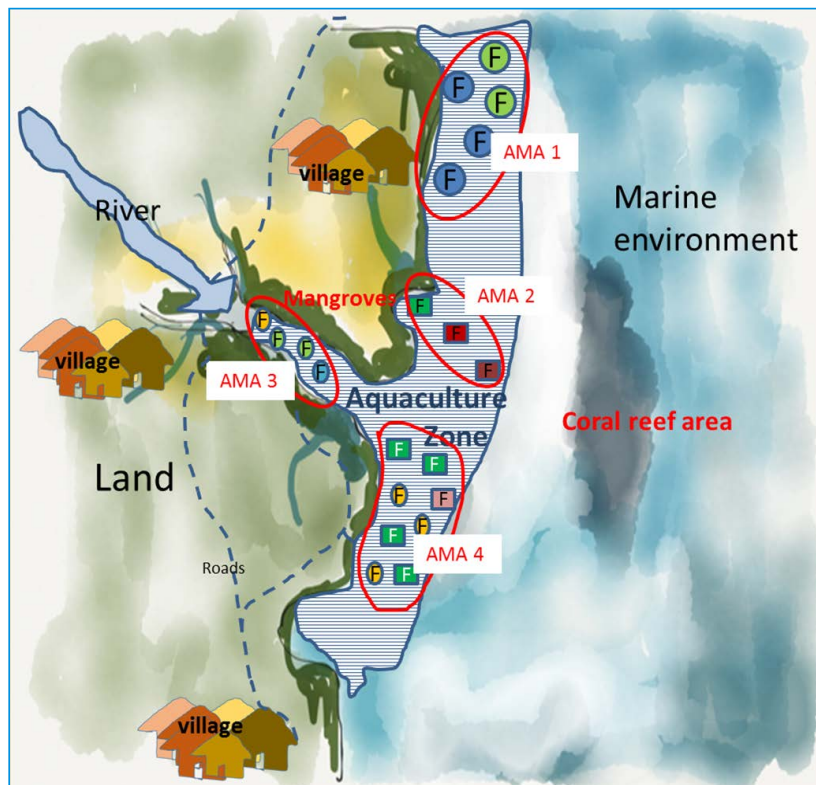 F
F
F
F
F
AMA 1
village
River
Marine
environment
Mangroves
AMA 2
F
F
F
F
F
F
F
village
AMA 3
Aquaculture
Zone
Coral reef area
Land
F
F
F
F
F
F
AMA 4
F
F
Roads
village